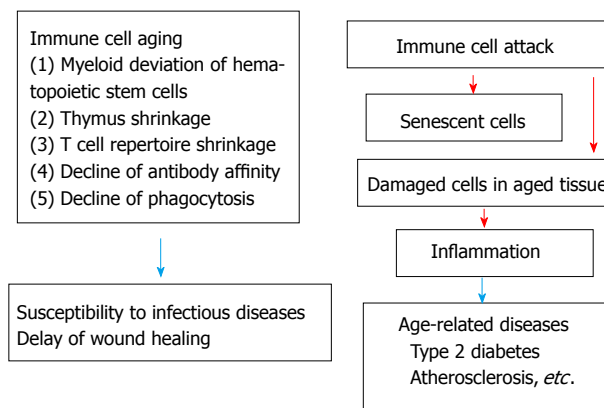 Immune cell aging
(1) Myeloid deviation of hema-
topoietic stem cells
(2) Thymus shrinkage
(3) T cell repertoire shrinkage
(4) Decline of antibody affinity
(5) Decline of phagocytosis
Susceptibility to infectious diseases
Delay of wound healing
Immune cell attack
Senescent cells
Damaged cells in aged tissue
Inflammation
Age-related diseases
Type 2 diabetes
Atherosclerosis, etc.